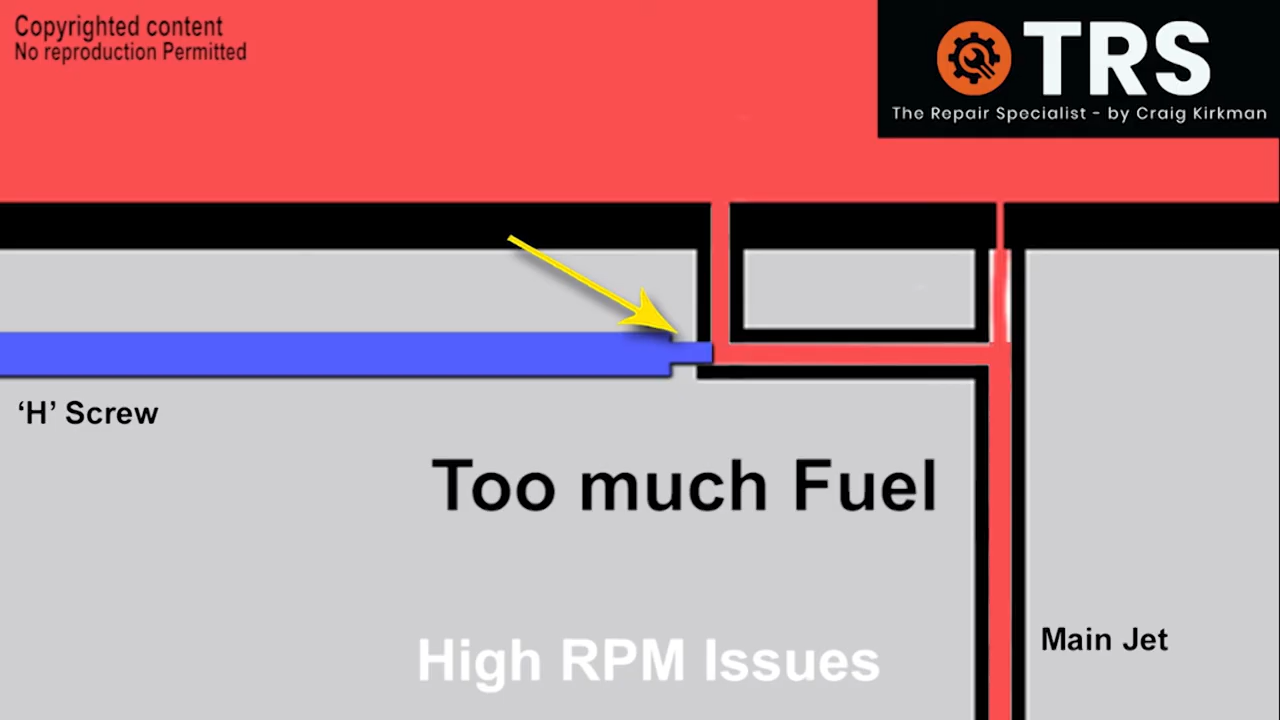 Copyrighted content
No reproduction Permitted
TRS
The Repair Specialist - by Craig Kirkman
‘H’ Screw
Too much Fuel
Main Jet
High RPM Issues